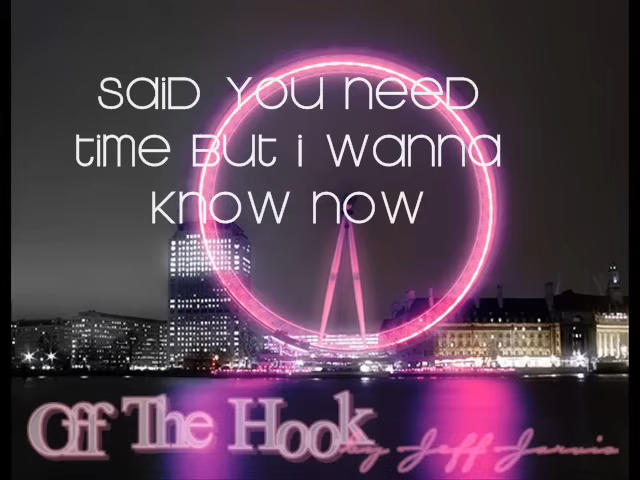 SaiD You neeD
time But i wanna
know now
Off The Hook
by Jeff Jarvis